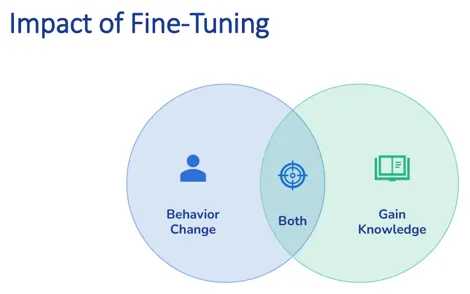 Impact of Fine-Tuning
Behavior
Change
Both
Gain
Knowledge